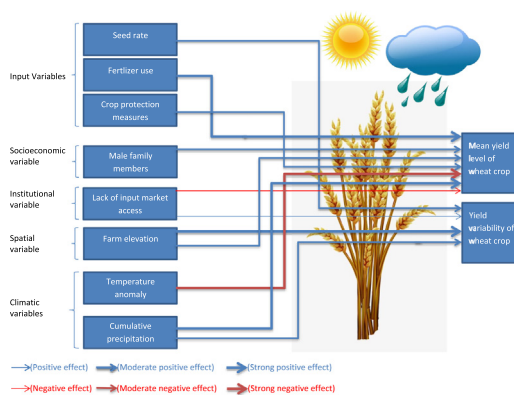 Input Variables
Seed rate
Fertlizer use
Crop protection
measures
Socioeconomic
variable
Male family
members
Institutional
variable
Lack of input market
access
Spatial
variable
Farm elevation
Climatic
variables
Temperature
anomaly
Cumulative
precipitation
Mean yield
level of
wheat crop
Yield
variability of
wheat crop
(Positive effect)
(Moderate positive effect)
(Strong positive effect)
(Negative effect)
(Moderate negative effect)
(Strong negative effect)